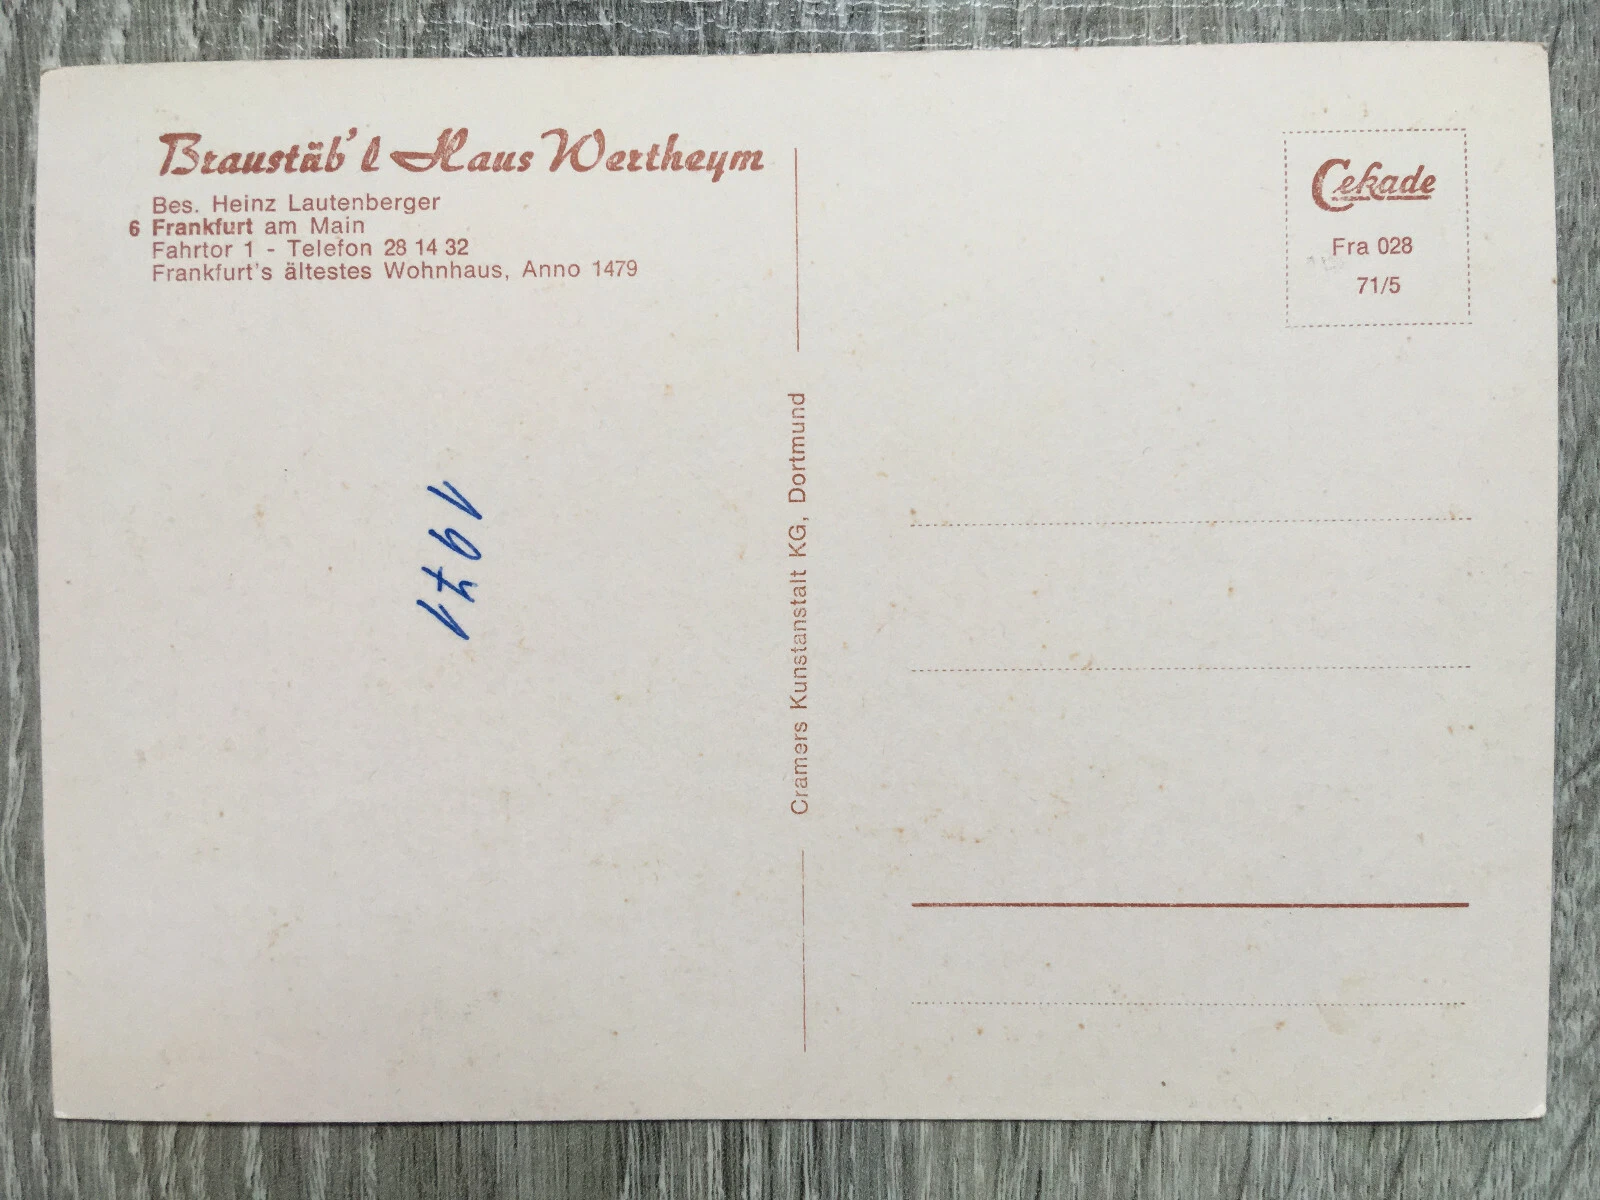 Braustäb'l Haus Wertheym
Bes. Heinz Lautenberger
6 Frankfurt am Main
Fahrtor 1 - Telefon 28 14 32
Frankfurt's ältestes Wohnhaus, Anno 1479
1971
Cramers Kunstanstalt KG, Dortmund
Cekade
Fra 028
71/5